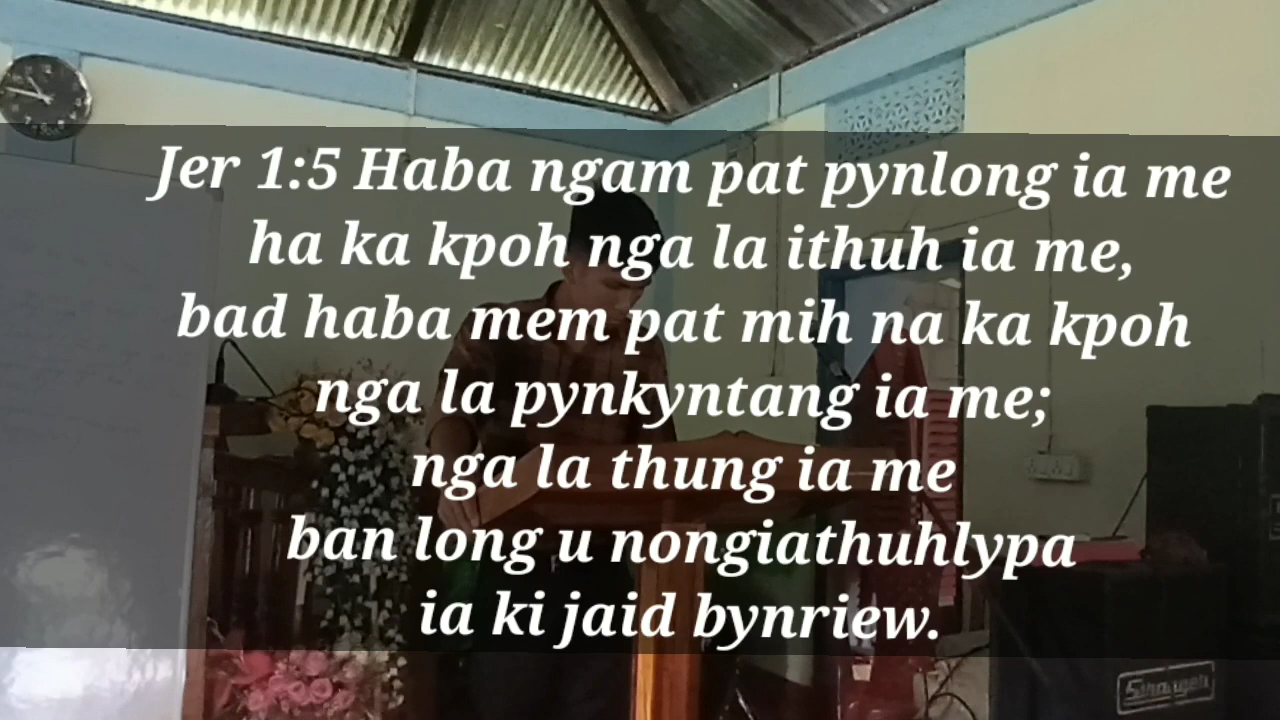 Jer 1:5 Haba ngam pat pynlong ia me
ha ka kpoh nga la ithuh ia me,
bad haba mem pat mih na ka kpoh
nga la pynkyntang ia me;
nga la thung ia me
ban long u nongiathuhlypa
ia ki jaid bynriew.